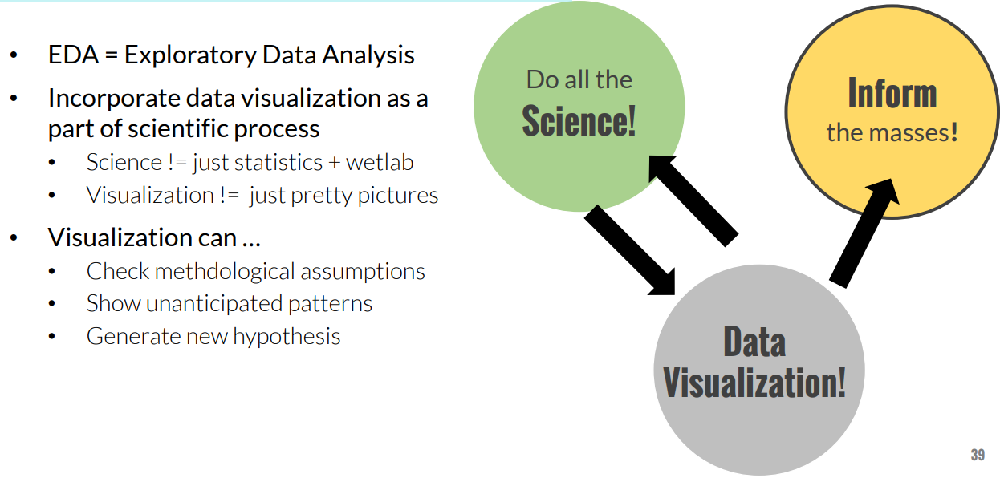 • EDA = Exploratory Data Analysis
• Incorporate data visualization as a
part of scientific process
• Science != just statistics + wetlab
• Visualization != just pretty pictures
• Visualization can ...
• Check methdological assumptions
• Show unanticipated patterns
• Generate new hypothesis
Do all the
Science!
Inform
the masses!
Data
Visualization!
39